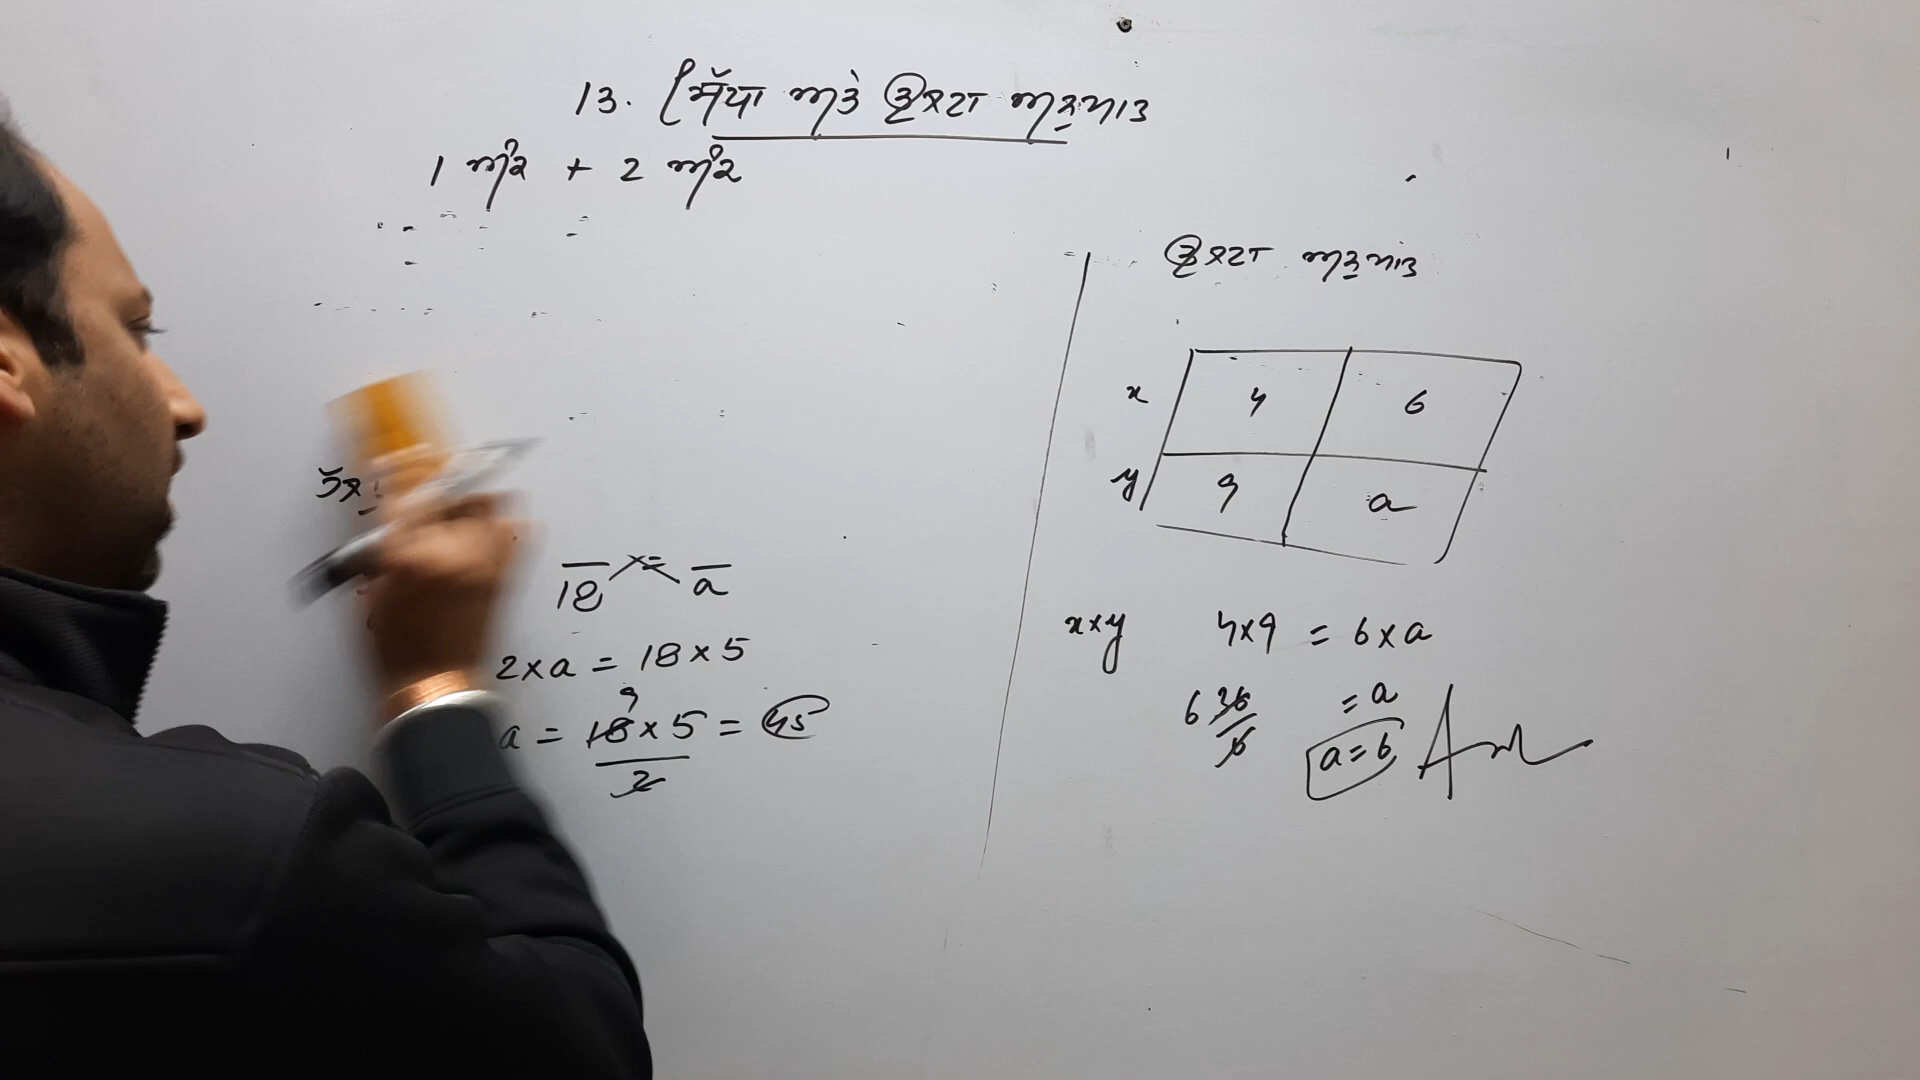 13. ਸਿੱਧਾ ਅਤੇ ਉਲਟਾ ਅਨੁਪਾਤ
1 ਅੰਕ + 2 ਅੰਕ
18 × = a
2 x a = 18 x 5
9
a = 18 x 5 = 45
2
ਉਲਟਾ ਅਨੁਪਾਤ
x 4 6
y 9 a
x x y 4 x 9 = 6 x a
6 36 = a
6 a = 6 Ans